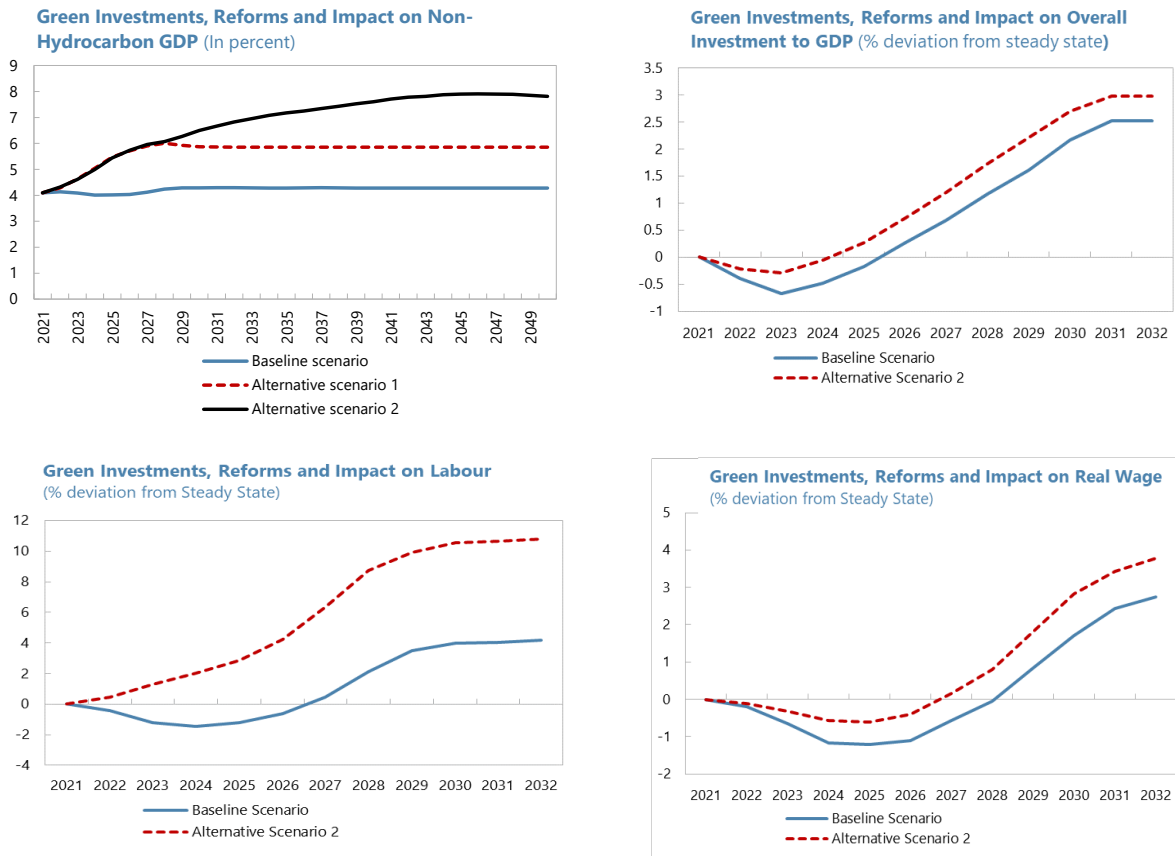 Green Investments, Reforms and Impact on Non-
Hydrocarbon GDP (In percent)
9
8
7
6
5
4
3
2
1
0
2021
2023
2025
2027
2029
2031
2033
2035
2037
2039
2041
2043
2045
2047
2049
Baseline scenario
Alternative scenario 1
Alternative scenario 2
Green Investments, Reforms and Impact on Overall
Investment to GDP (% deviation from steady state)
3.5
3
2.5
2
1.5
1
0.5
0
-0.5
-1
2021 2022 2023 2024 2025 2026 2027 2028 2029 2030 2031 2032
Baseline Scenario
Alternative Scenario 2
Green Investments, Reforms and Impact on Labour
(% deviation from Steady State)
12
10
8
6
4
2
0
-2
-4
2021 2022 2023 2024 2025 2026 2027 2028 2029 2030 2031 2032
Baseline Scenario
Alternative Scenario 2
Green Investments, Reforms and Impact on Real Wage
(% deviation from Steady State)
5
4
3
2
1
0
-1
-2
2021 2022 2023 2024 2025 2026 2027 2028 2029 2030 2031 2032
Baseline Scenario
Alternative Scenario 2